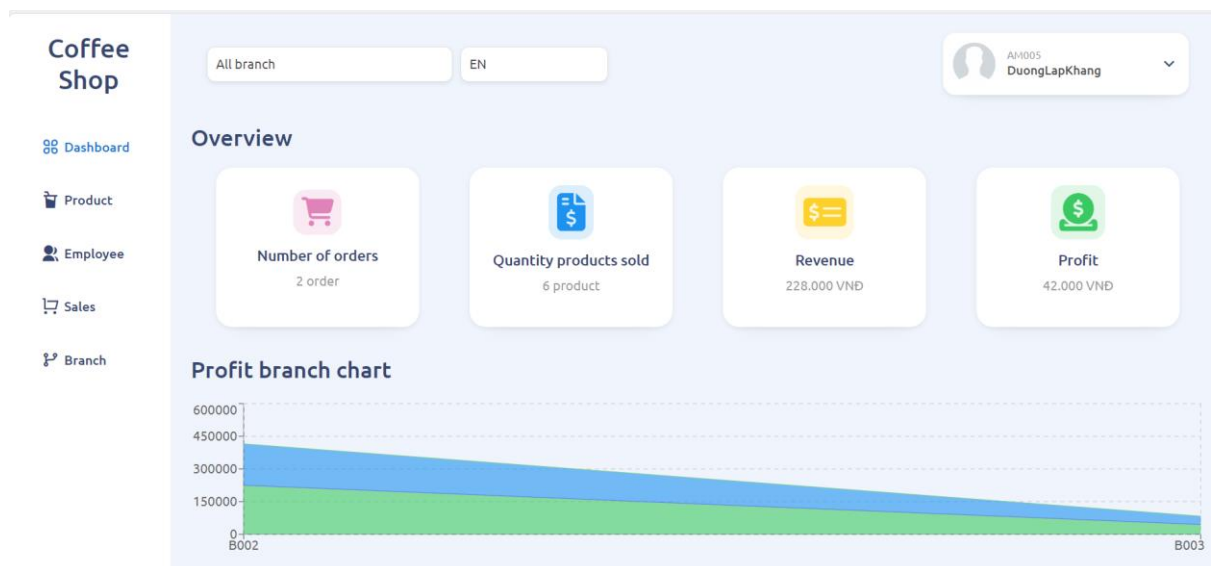 Coffee
Shop
All branch
EN
AM005
DuongLapKhang
Dashboard
Product
Employee
Sales
Branch
Overview
Number of orders
2 order
Quantity products sold
6 product
Revenue
228.000 VNĐ
Profit
42.000 VNĐ
Profit branch chart
600000
450000
300000
150000
0
B002
B003